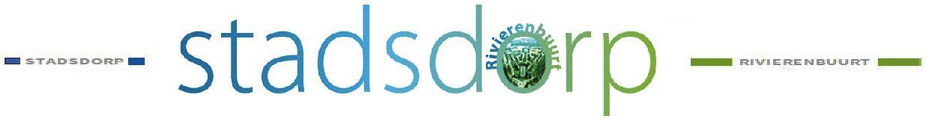 STADSDORP
stadsdorp
Rivierenbuurt
RIVIERENBUURT